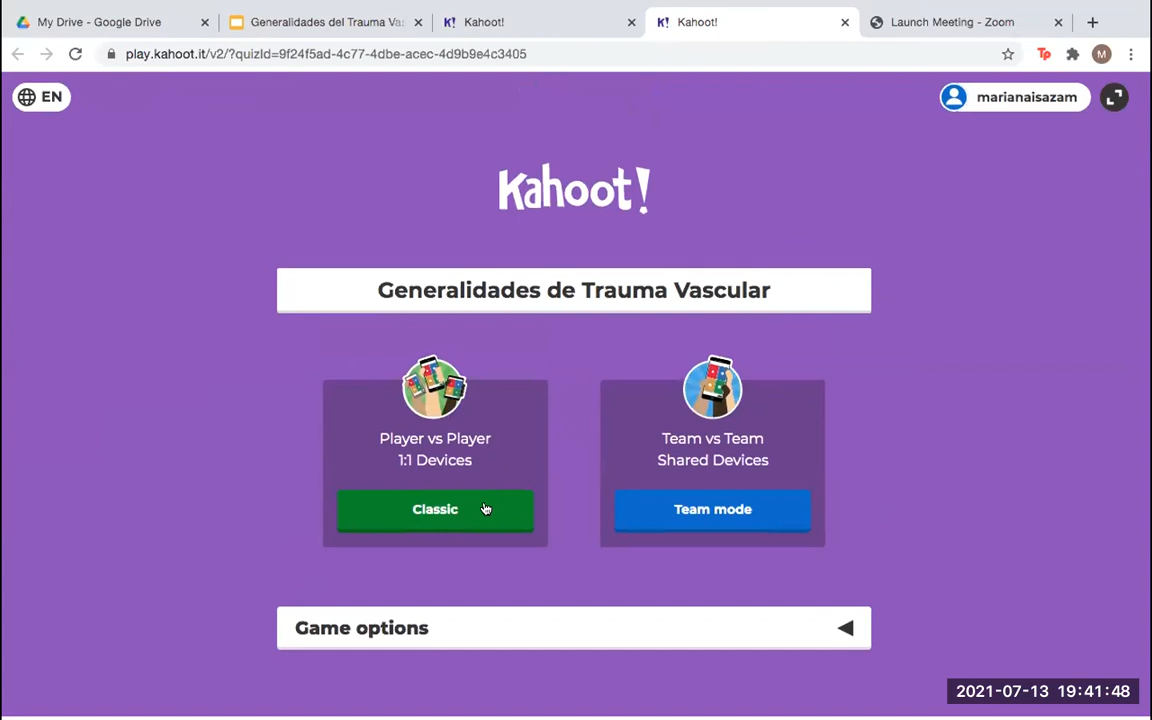 My Drive - Google Drive
Generalidades del Trauma Va
Kahoot!
Kahoot!
Launch Meeting - Zoom
play.kahoot.it/v2/?quizId=9f24f5ad-4c77-4dbe-acec-4d9b9e4c3405
Tp
M
EN
marianaisazam
Kahoot!
Generalidades de Trauma Vascular
Player vs Player
1:1 Devices
Classic
Team vs Team
Shared Devices
Team mode
Game options
2021-07-13 19:41:48